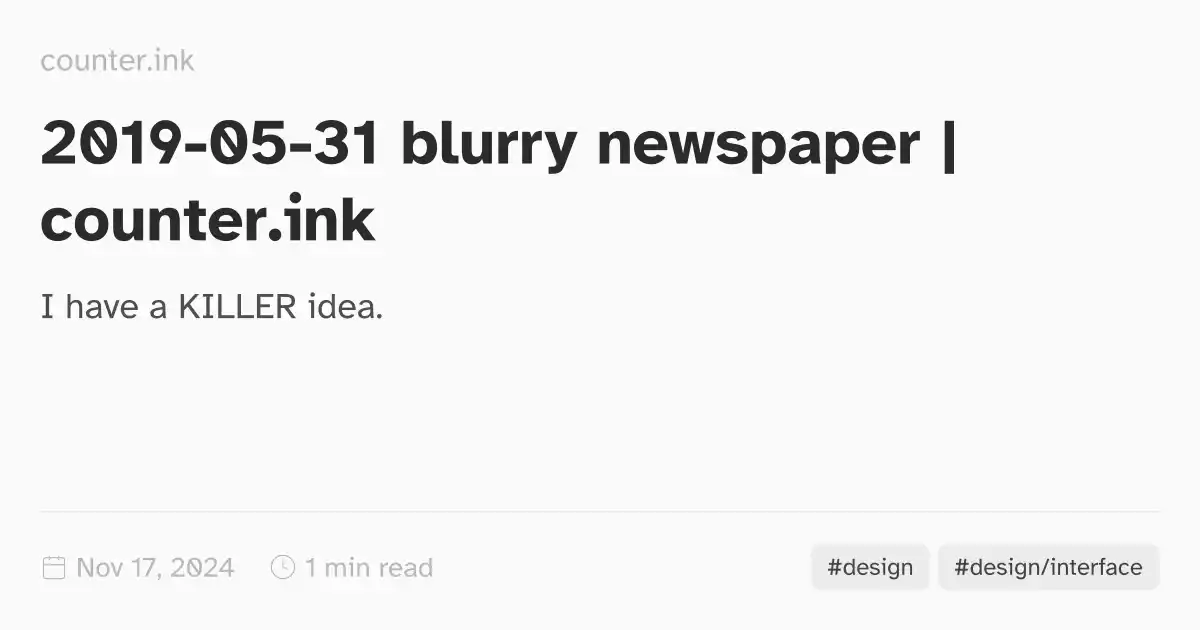 counter.ink
2019-05-31 blurry newspaper |
counter.ink
I have a KILLER idea.
Nov 17, 2024 1 min read #design #design/interface